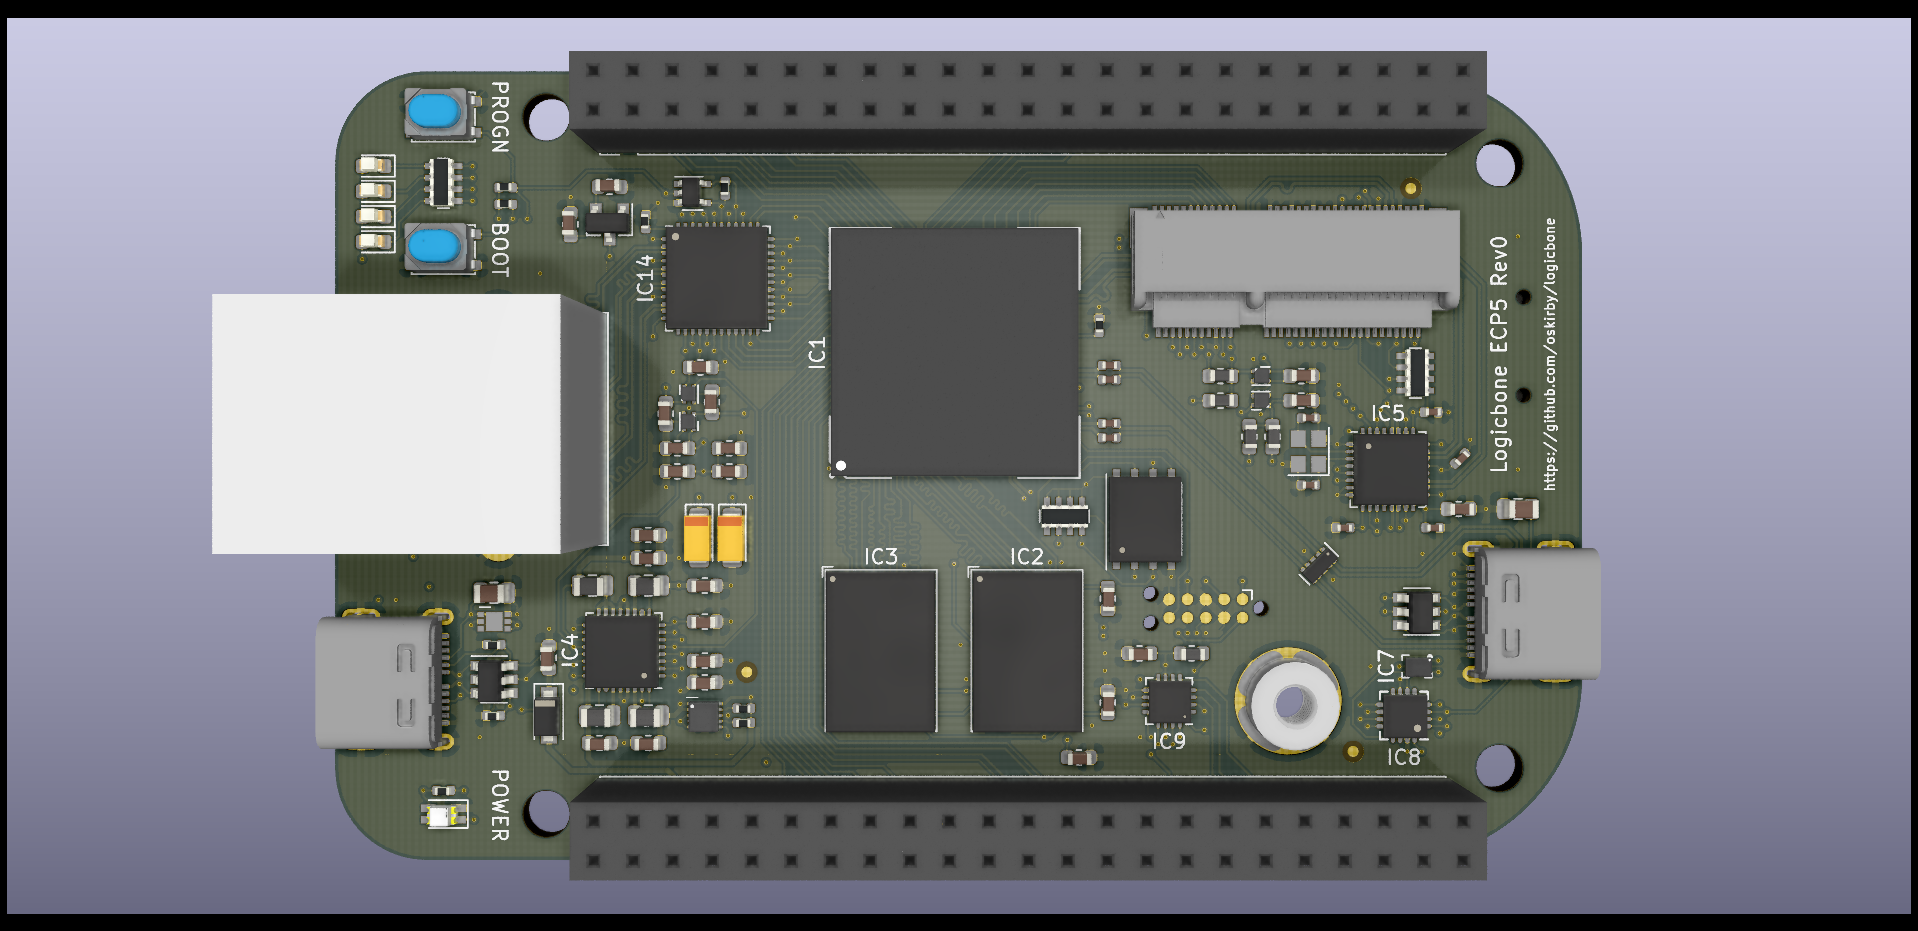 PROGN
BOOT
IC14
IC1
Logicbone ECP5 Rev0
https://github.com/oskirby/logicbone
IC5
IC3
IC2
IC4
IC7
IC9
IC8
POWER